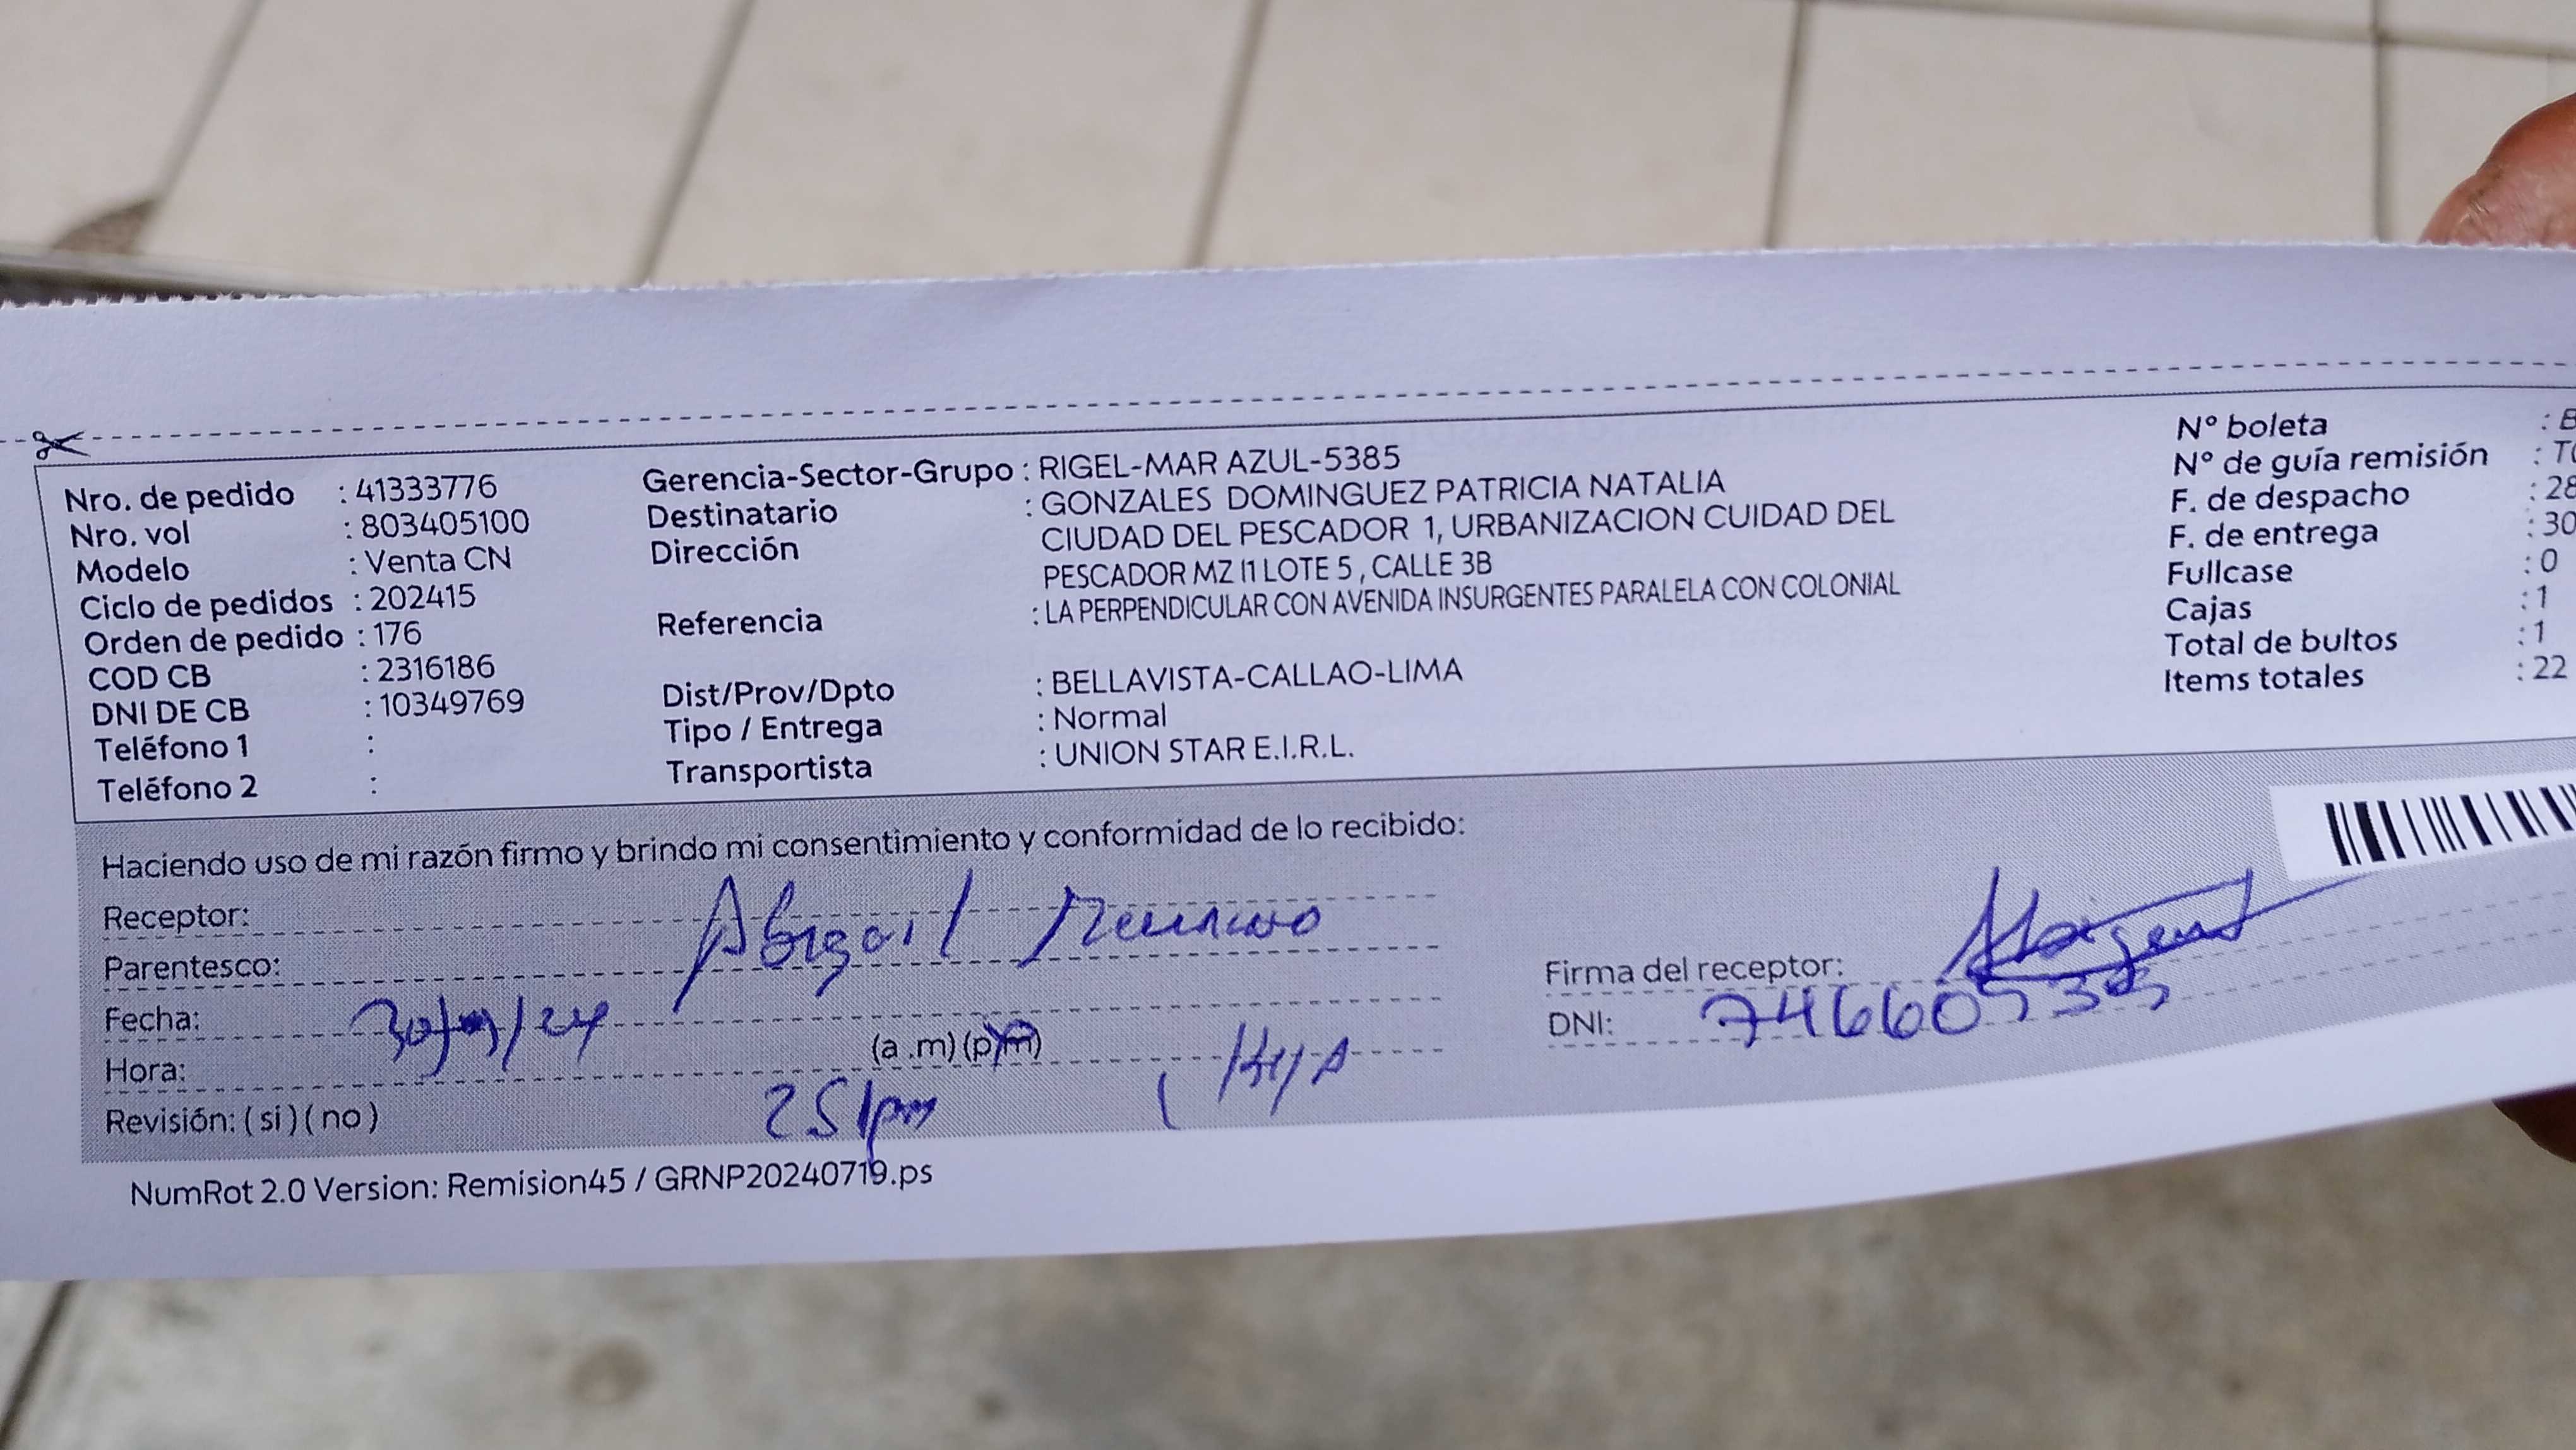 Nro. de pedido : 41333776
Nro. vol : 803405100
Modelo : Venta CN
Ciclo de pedidos : 202415
Orden de pedido : 176
COD CB : 2316186
DNI DE CB : 10349769
Teléfono 1 :
Teléfono 2 :
Gerencia-Sector-Grupo : RIGEL-MAR AZUL-5385
Destinatario : GONZALES DOMINGUEZ PATRICIA NATALIA
Dirección CIUDAD DEL PESCADOR 1, URBANIZACION CUIDAD DEL
PESCADOR MZ I1 LOTE 5 , CALLE 3B
Referencia : LA PERPENDICULAR CON AVENIDA INSURGENTES PARALELA CON COLONIAL
Dist/Prov/Dpto : BELLAVISTA-CALLAO-LIMA
Tipo / Entrega : Normal
Transportista : UNION STAR E.I.R.L.
N° boleta : B
N° de guía remisión : T0
F. de despacho : 28
F. de entrega : 30
Fullcase : 0
Cajas : 1
Total de bultos : 1
Items totales : 22
Haciendo uso de mi razón firmo y brindo mi consentimiento y conformidad de lo recibido:
Receptor: Abigail
Parentesco:
Fecha: 30/ /24
Hora: (a .m) (p.m)
Revisión: ( si ) ( no ) 251pm
Firma del receptor:
DNI:
NumRot 2.0 Version: Remision45 / GRNP20240719.ps